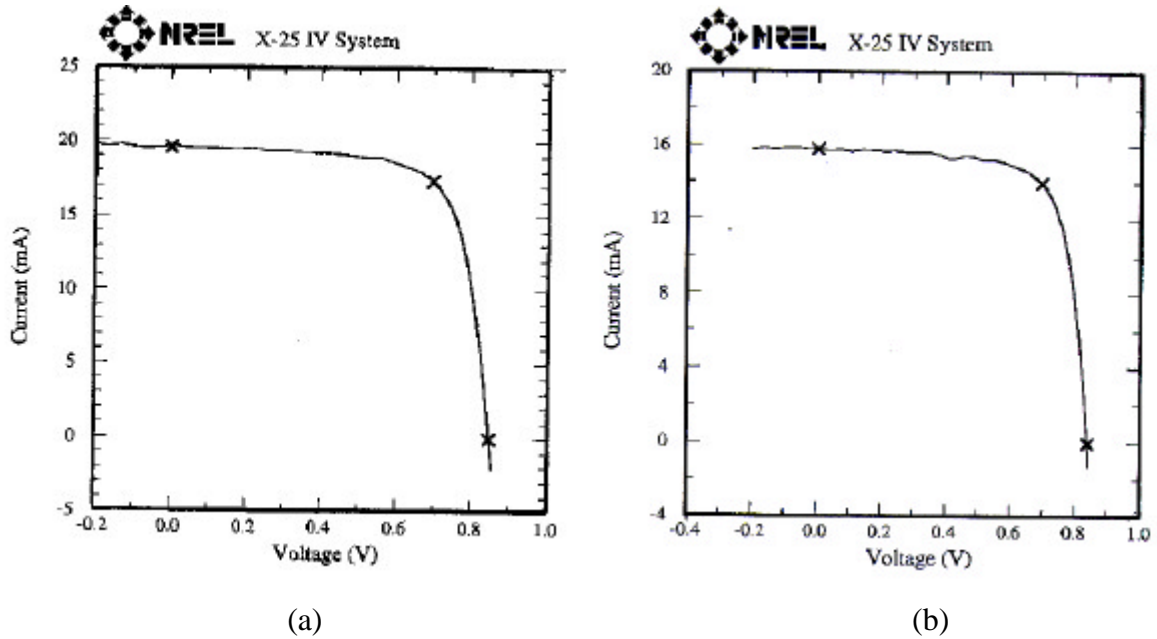 NREL X-25 IV System
25
20
15
10
5
0
-5
Current (mA)
-0.2 0.0 0.2 0.4 0.6 0.8 1.0
Voltage (V)
(a)
NREL X-25 IV System
20
16
12
8
4
0
-4
Current (mA)
-0.4 -0.2 0.0 0.2 0.4 0.6 0.8 1.0
Voltage (V)
(b)